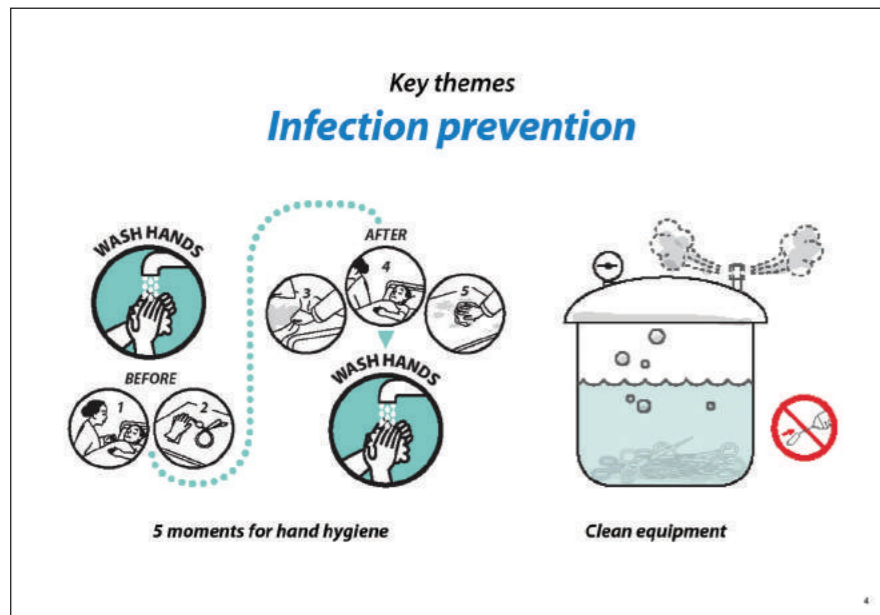 Key themes
Infection prevention
WASH HANDS
BEFORE
1
2
AFTER
3
4
5
WASH HANDS
5 moments for hand hygiene
Clean equipment
4